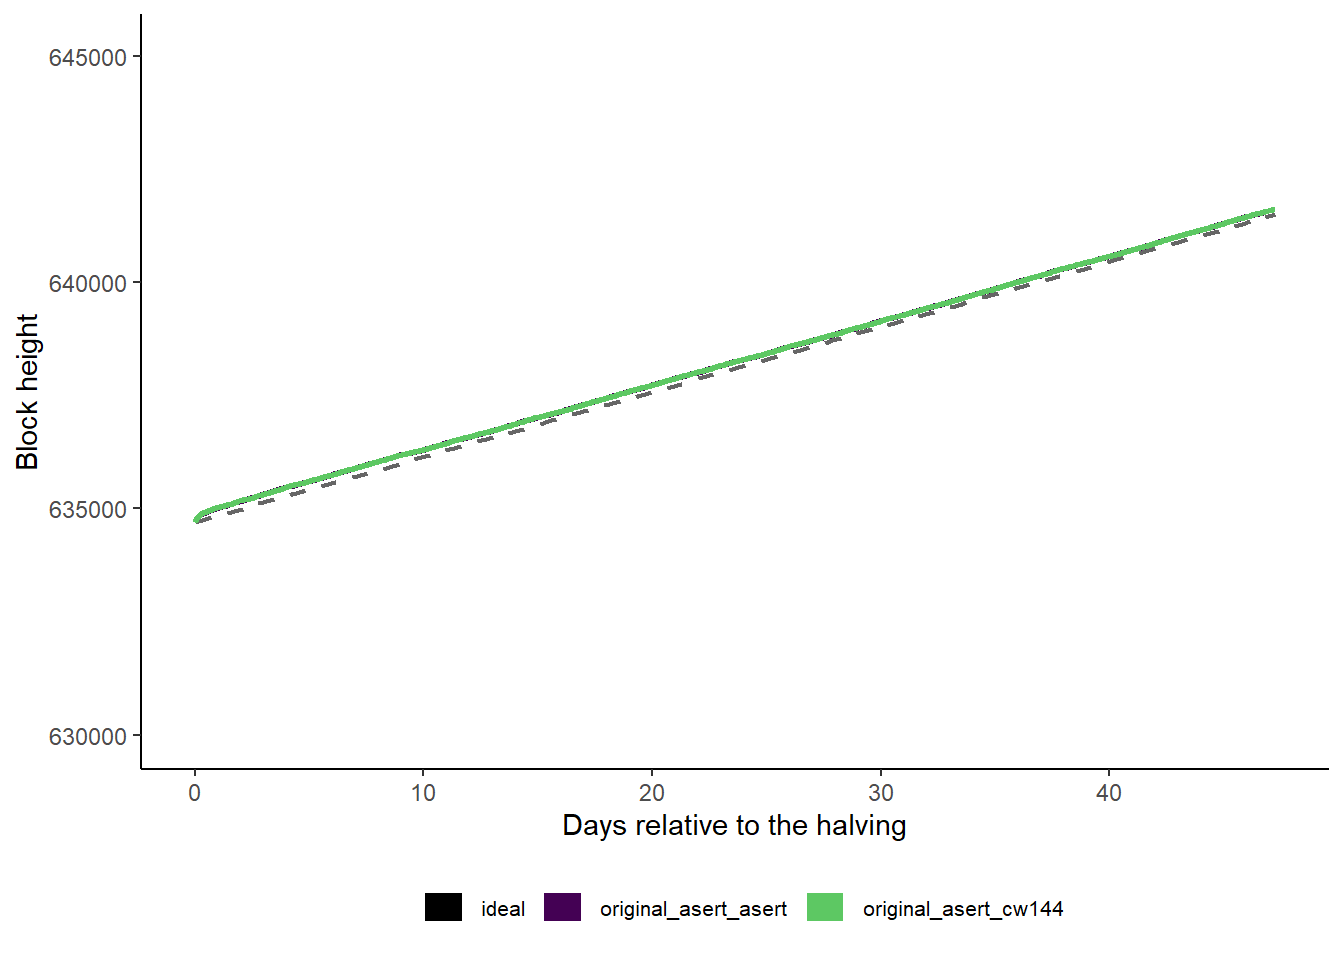 645000
640000
635000
630000
Block height
0 10 20 30 40
Days relative to the halving
ideal original_asert_asert original_asert_cw144